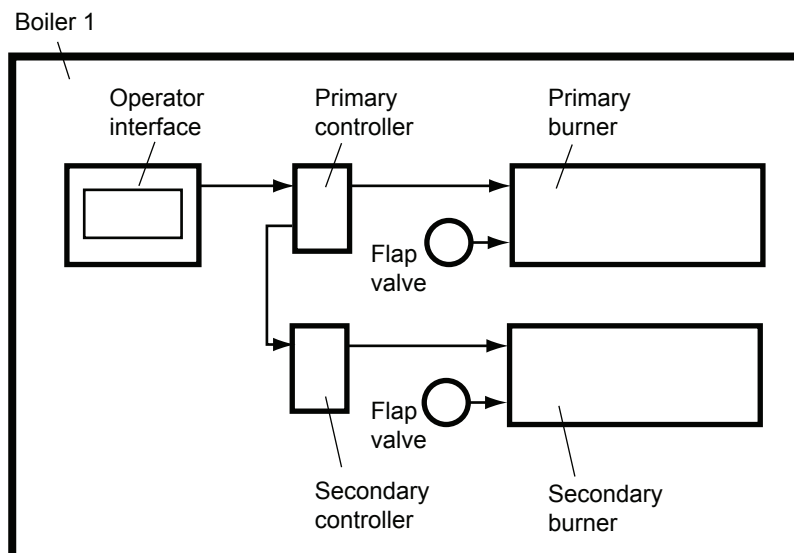 Boiler 1
Operator
interface
Primary
controller
Primary
burner
Flap
valve
Flap
valve
Secondary
controller
Secondary
burner